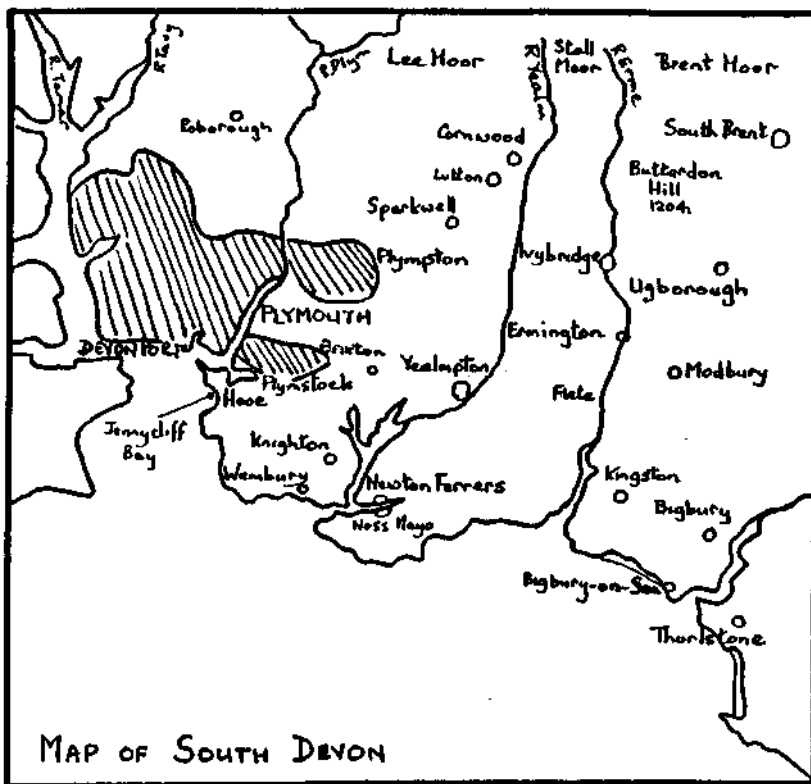 R. Tamar
R. Tavy
R. Plym
Lee Moor
R Yealm
Stall
Moor
R Erme
Brent Moor
Roborough
Cornwood
South Brent
Lutton
Butterdon
Hill
1204
Sparkwell
Plympton
Ivybridge
Ugborough
PLYMOUTH
DEVONPORT
Ermington
Brixton
Yealmpton
Modbury
Plymstock
Hooe
Flete
Jennycliff
Bay
Knighton
Wembury
Newton Ferrers
Noss Mayo
Kingston
Bigbury
Bigbury-on-Sea
Thurlstone
MAP OF SOUTH DEVON